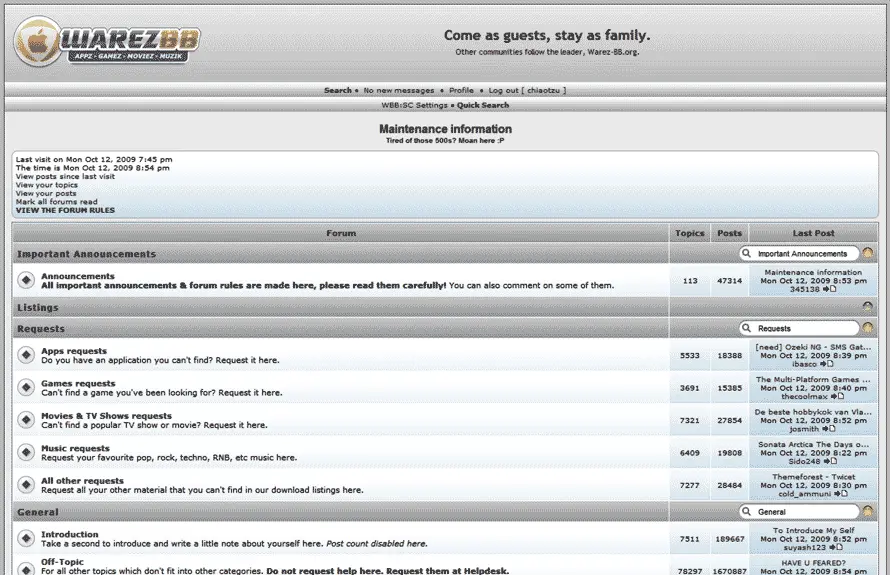 WAREZBB
APPZ - GAMEZ - MOVIEZ - MUZIK
Come as guests, stay as family.
Other communities follow the leader, Warez-BB.org.
Search • No new messages • Profile • Log out [ chiaotzu ]
WBB:SC Settings • Quick Search
Maintenance information
Tired of those 500s? Moan here :P
Last visit on Mon Oct 12, 2009 7:45 pm
The time is Mon Oct 12, 2009 8:54 pm
View posts since last visit
View your topics
View your posts
Mark all forums read
VIEW THE FORUM RULES
Forum Topics Posts Last Post
Important Announcements Important Announcements
Announcements
All important announcements & forum rules are made here, please read them carefully! You can also comment on some of them.
113 47314
Maintenance information
Mon Oct 12, 2009 8:53 pm
345138
Listings
Requests Requests
Apps requests
Do you have an application you can't find? Request it here.
5533 18388
[need] Ozeki NG - SMS Gat...
Mon Oct 12, 2009 8:39 pm
ibasco
Games requests
Can't find a game you've been looking for? Request it here.
3691 15385
The Multi-Platform Games ...
Mon Oct 12, 2009 8:40 pm
thecoolmax
Movies & TV Shows requests
Can't find a popular TV show or movie? Request it here.
7321 27854
De beste hobbykok van Vla...
Mon Oct 12, 2009 8:52 pm
josmith
Music requests
Request your favourite pop, rock, techno, RNB, etc music here.
6409 19808
Sonata Arctica The Days o...
Mon Oct 12, 2009 8:22 pm
Sido248
All other requests
Request all your other material that you can't find in our download listings here.
7277 28484
Themeforest - Twicet
Mon Oct 12, 2009 8:30 pm
cold_ammuni
General General
Introduction
Take a second to introduce and write a little note about yourself here. Post count disabled here.
7511 189667
To Introduce My Self
Mon Oct 12, 2009 8:52 pm
suyash123
Off-Topic
For all other topics which don't fit into other categories. Do not request help here. Request them at Helpdesk.
78297 1670887
HAVE U FEARED?
Mon Oct 12, 2009 8:54 pm